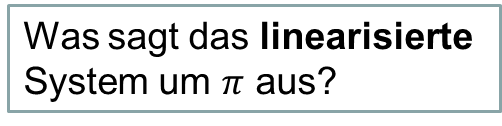 Was sagt das linearisierte
System um π aus?